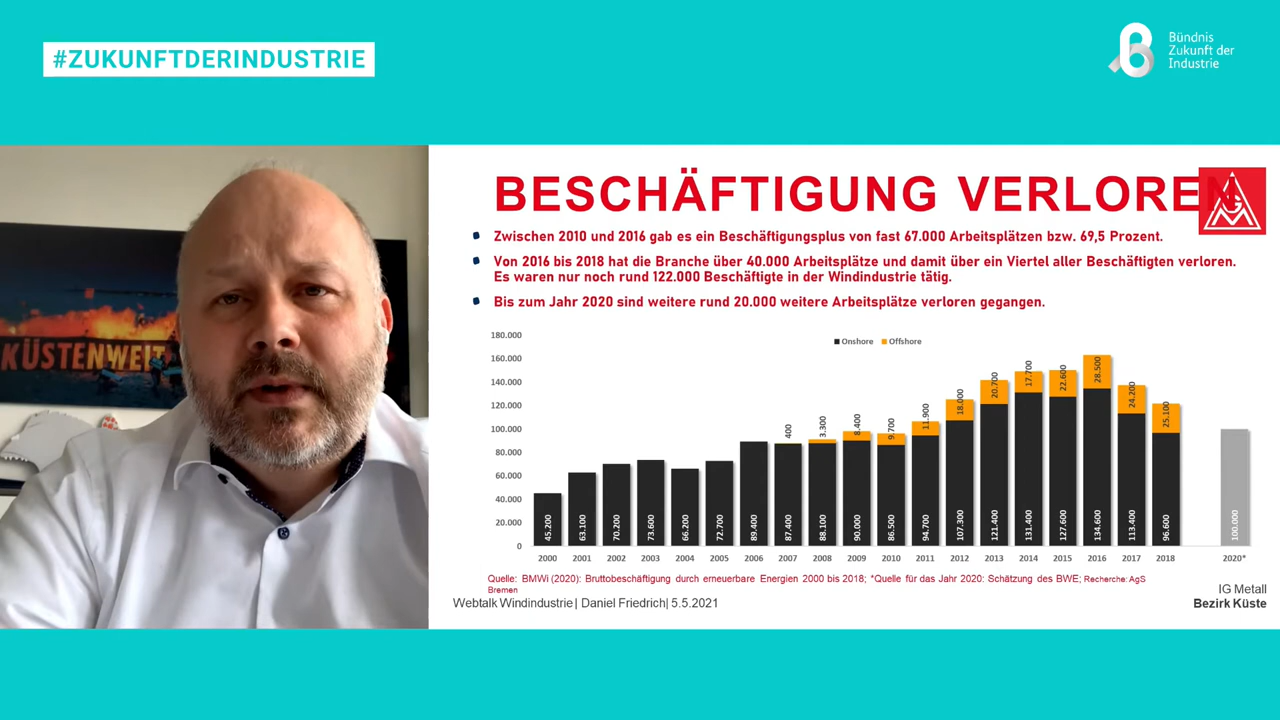 #ZUKUNFTDERINDUSTRIE
Bündnis
Zukunft der
Industrie
KÜSTENWEIT
BESCHÄFTIGUNG VERLOREN
IGM
Zwischen 2010 und 2016 gab es ein Beschäftigungsplus von fast 67.000 Arbeitsplätzen bzw. 69,5 Prozent.
Von 2016 bis 2018 hat die Branche über 40.000 Arbeitsplätze und damit über ein Viertel aller Beschäftigten verloren.
Es waren nur noch rund 122.000 Beschäftigte in der Windindustrie tätig.
Bis zum Jahr 2020 sind weitere rund 20.000 weitere Arbeitsplätze verloren gegangen.
Onshore Offshore
180.000
160.000
140.000
120.000
100.000
80.000
60.000
40.000
20.000
0
400 3.300 8.400 9.700 11.900 18.000 20.700 17.700 22.600 28.500 24.200 25.100
45.200 63.100 70.200 73.600 66.200 72.700 89.400 87.400 88.100 90.000 86.500 94.700 107.300 121.400 131.400 127.600 134.600 113.400 96.600 100.000
2000 2001 2002 2003 2004 2005 2006 2007 2008 2009 2010 2011 2012 2013 2014 2015 2016 2017 2018 2020*
Quelle: BMWi (2020): Bruttobeschäftigung durch erneuerbare Energien 2000 bis 2018; *Quelle für das Jahr 2020: Schätzung des BWE; Recherche: AgS
Bremen
Webtalk Windindustrie| Daniel Friedrich| 5.5.2021
IG Metall
Bezirk Küste